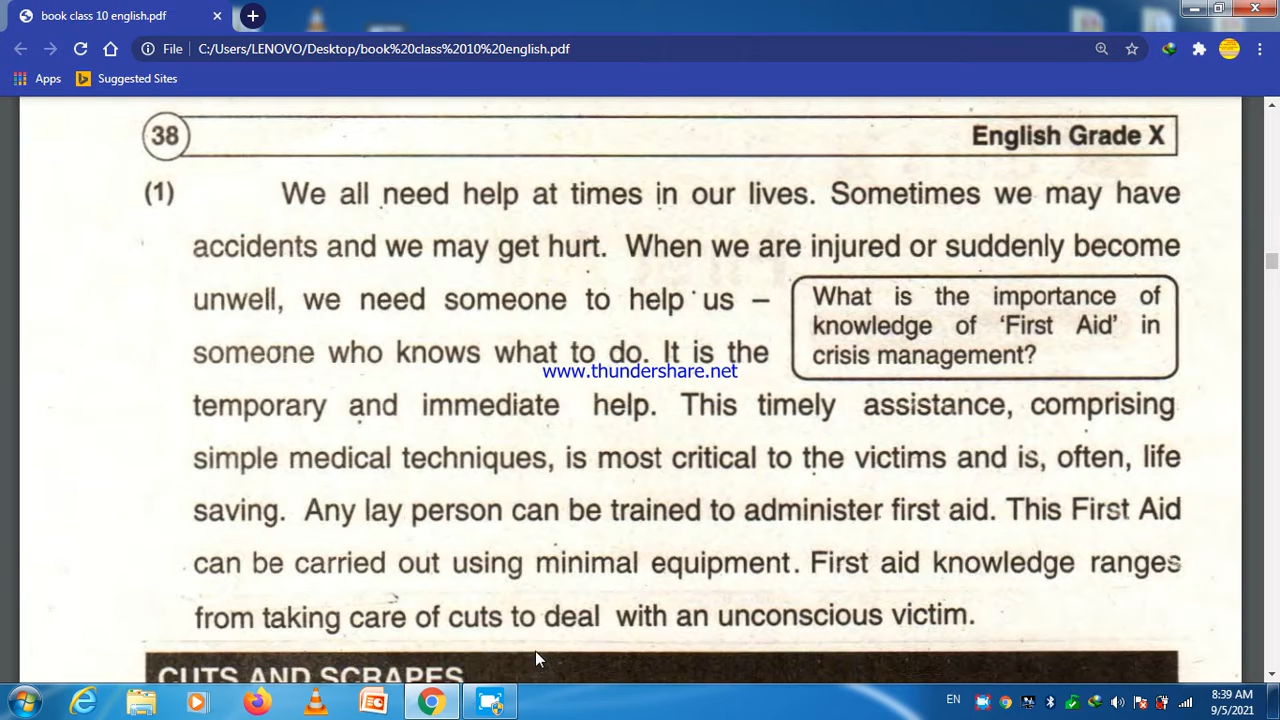 book class 10 english.pdf
File C:/Users/LENOVO/Desktop/book%20class%2010%20english.pdf
Apps Suggested Sites
38 English Grade X
(1) We all need help at times in our lives. Sometimes we may have
accidents and we may get hurt. When we are injured or suddenly become
unwell, we need someone to help us –
someone who knows what to do. It is the
What is the importance of
knowledge of 'First Aid' in
crisis management?
www.thundershare.net
temporary and immediate help. This timely assistance, comprising
simple medical techniques, is most critical to the victims and is, often, life
saving. Any lay person can be trained to administer first aid. This First Aid
can be carried out using minimal equipment. First aid knowledge ranges
from taking care of cuts to deal with an unconscious victim.
CUTS AND SCRAPES
EN
8:39 AM
9/5/2021